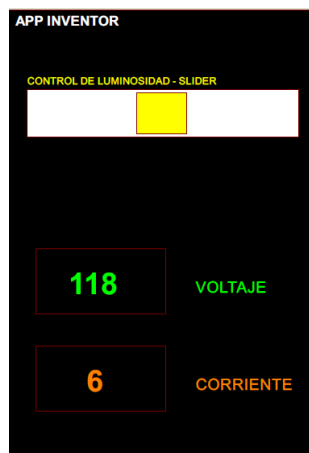 APP INVENTOR
CONTROL DE LUMINOSIDAD - SLIDER
118
VOLTAJE
6
CORRIENTE